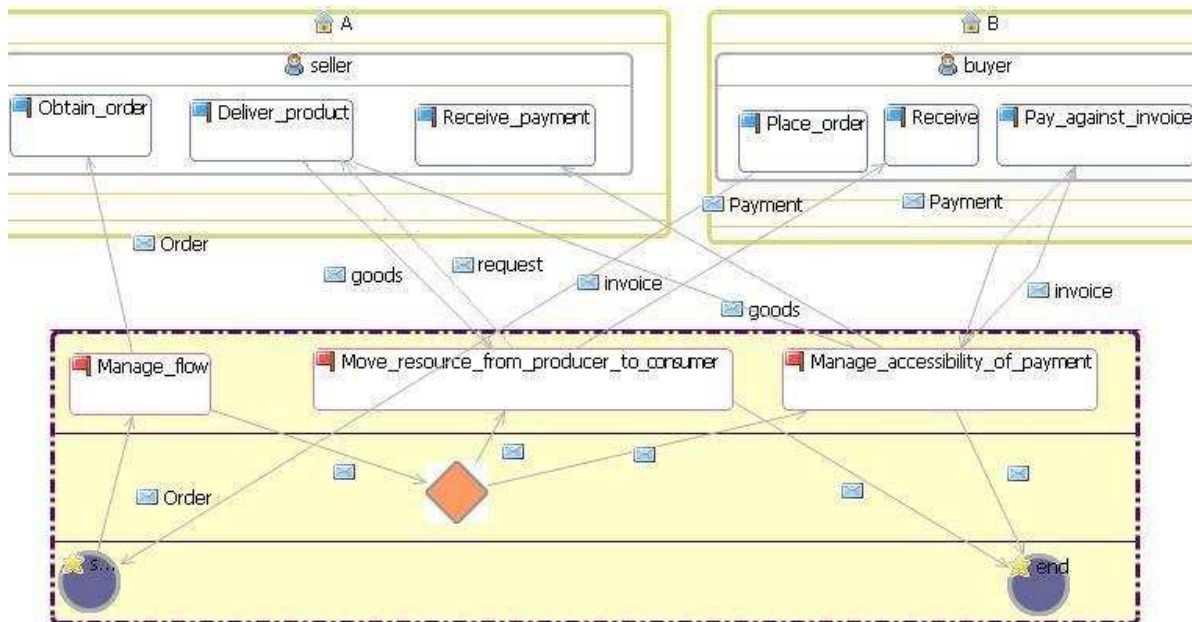 A
B
seller
buyer
Obtain_order
Deliver_product
Receive_payment
Place_order
Receive
Pay_against_invoice
Payment
Payment
Order
goods
request
invoice
goods
invoice
Manage_flow
Move_resource_from_producer_to_consumer
Manage_accessibility_of_payment
Order
s...
end